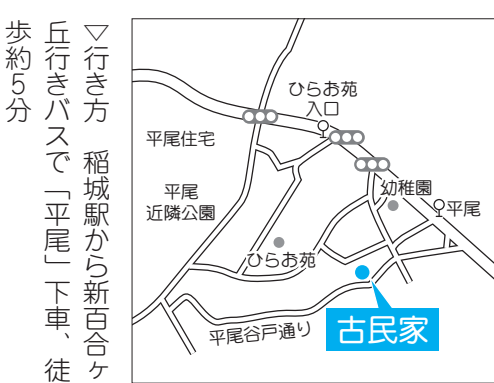 ▽行き方　稲城駅から新百合ヶ
丘行きバスで「平尾」下車、徒
歩約5分
ひらお苑
入口
平尾住宅
平尾
近隣公園
幼稚園
平尾
ひらお苑
平尾谷戸通り
古民家